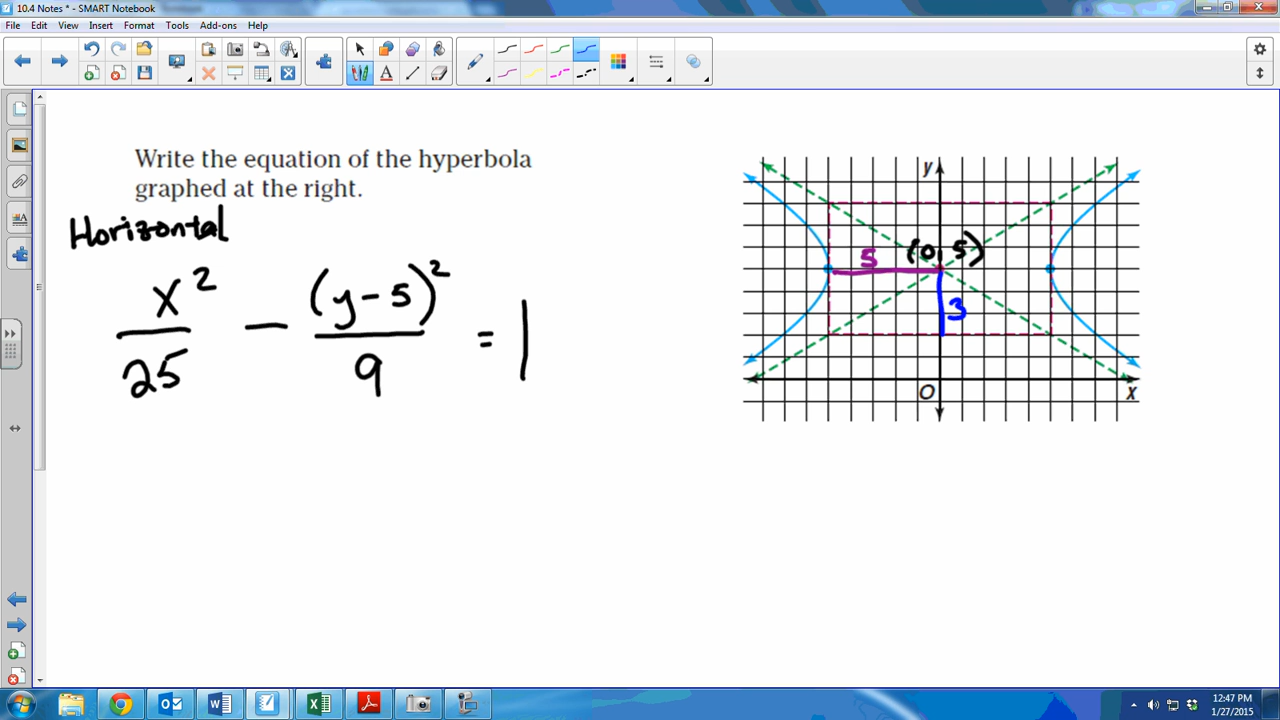 10.4 Notes * - SMART Notebook
File Edit View Insert Format Tools Help Add-ons Help
Write the equation of the hyperbola
graphed at the right.
Horizontal
x² / 25 − (y-5)² / 9 = 1
y
(0, 5)
5
3
O
x
12:47 PM
1/27/2015